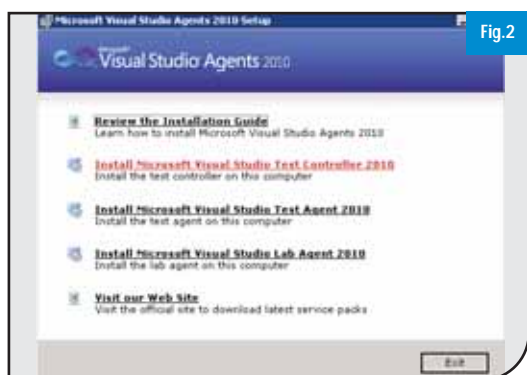 Microsoft Visual Studio Agents 2010 Setup
Fig.2
Microsoft
Visual Studio Agents 2010
Review the Installation Guide
Learn how to install Microsoft Visual Studio Agents 2010
Install Microsoft Visual Studio Test Controller 2010
Install the test controller on this computer
Install Microsoft Visual Studio Test Agent 2010
Install the test agent on this computer
Install Microsoft Visual Studio Lab Agent 2010
Install the lab agent on this computer
Visit our Web Site
Visit the official site to download latest service packs
Exit